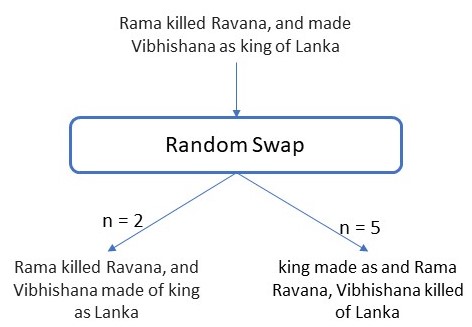 Rama killed Ravana, and made
Vibhishana as king of Lanka
Random Swap
n = 2
n = 5
Rama killed Ravana, and
Vibhishana made of king
as Lanka
king made as and Rama
Ravana, Vibhishana killed
of Lanka